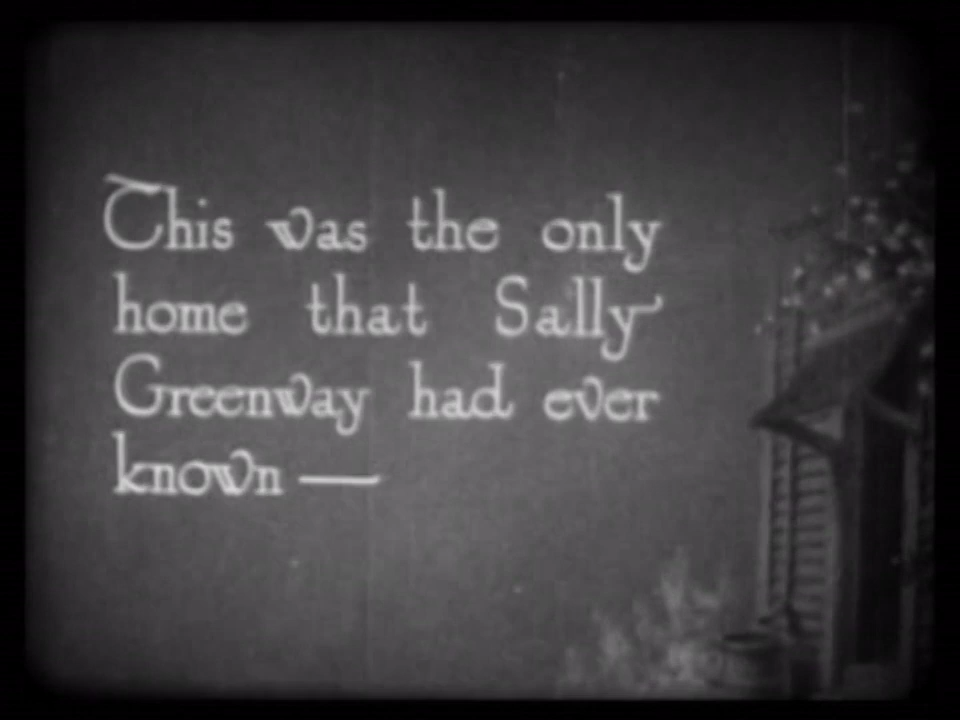 This was the only
home that Sally
Greenway had ever
known —